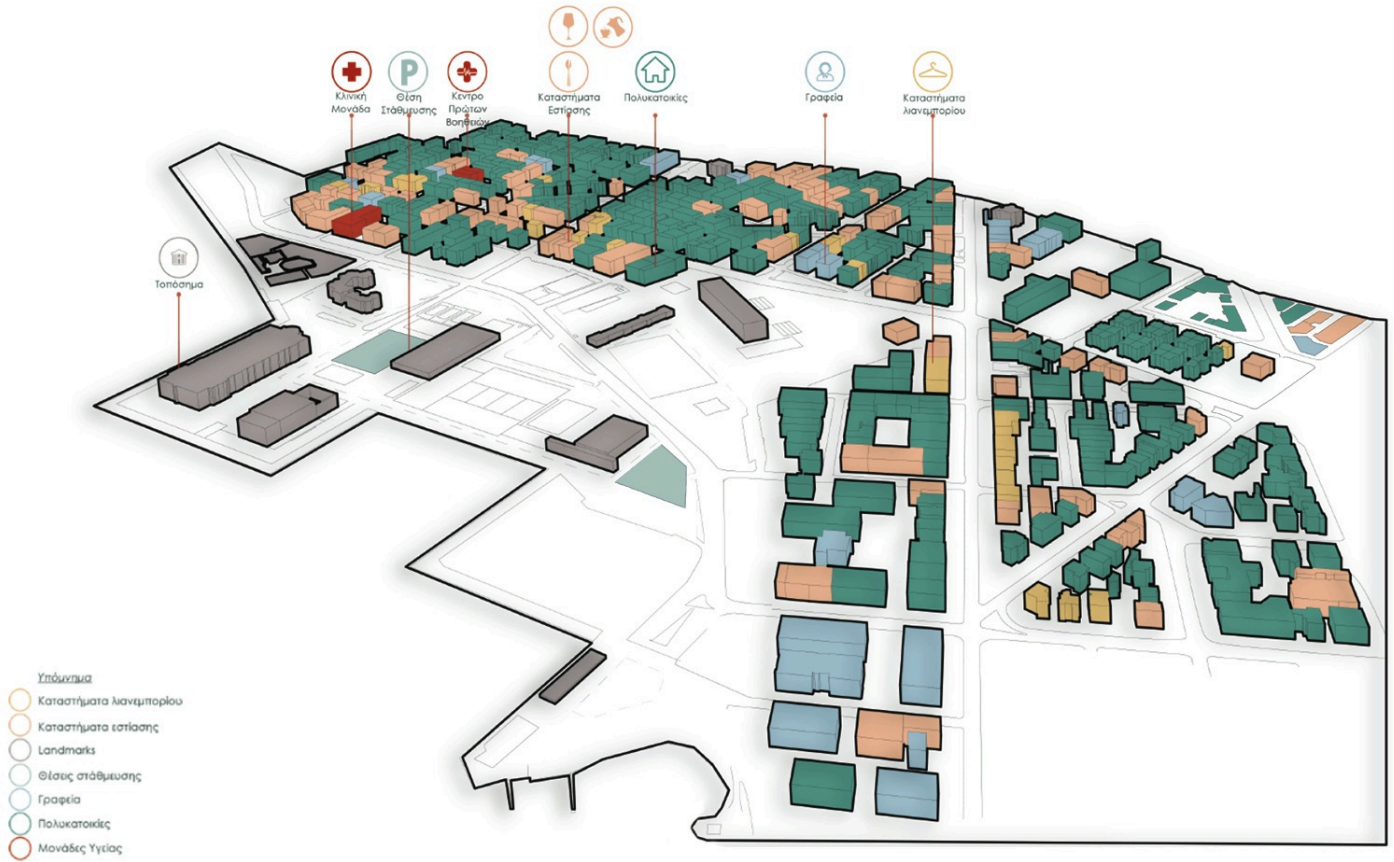 Κλινική
Μονάδα
P
Θέση
Στάθμευσης
Κεντρο
Πρώτων
Βοηθειών
Καταστήματα
Εστίασης
Πολυκατοικίες
Γραφεία
Καταστήματα
λιανεμπορίου
Τοπόσημα
Υπόμνημα
Καταστήματα λιανεμπορίου
Καταστήματα εστίασης
Landmarks
Θέσεις στάθμευσης
Γραφεία
Πολυκατοικίες
Μονάδες Υγείας